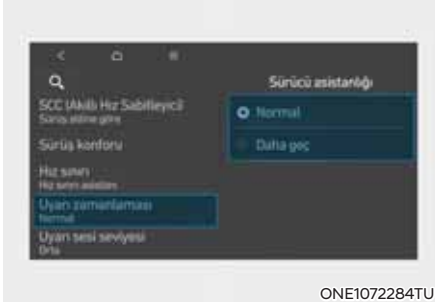 Sürücü asistanlığı
SCC (Akıllı Hız Sabitleyici)
Sürüş stiline göre
Sürüş konforu
Hız sınırı
Hız sınırı asistanı
Uyarı zamanlaması
Normal
Uyarı sesi seviyesi
Orta
Normal
Daha geç
ONE1072284TU